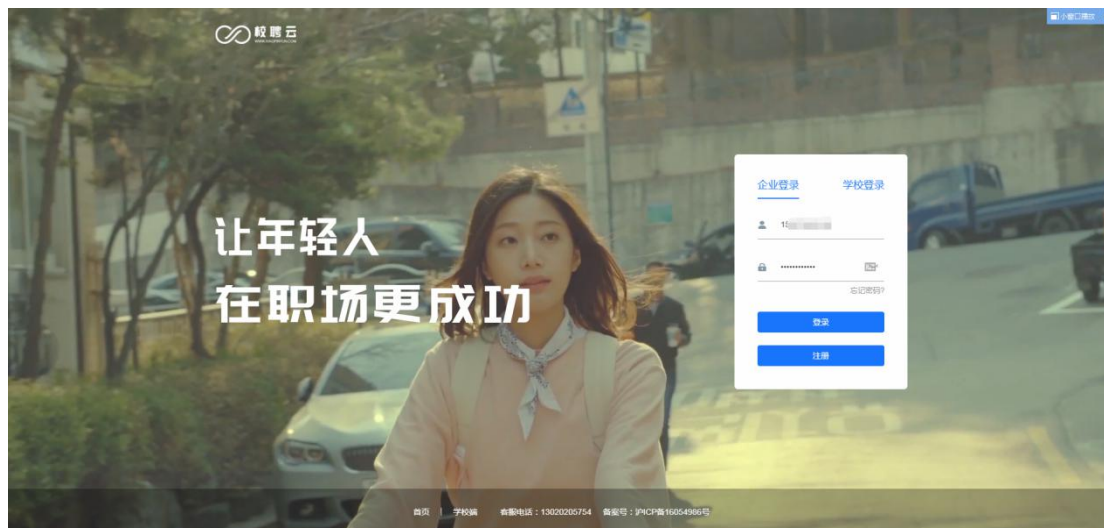 校聘云
小窗口播放
企业登录 学校登录
让年轻人
在职场更成功
忘记密码?
登录
注册
首页 | 学校端 客服电话：13020205754 备案号：沪ICP备16054986号